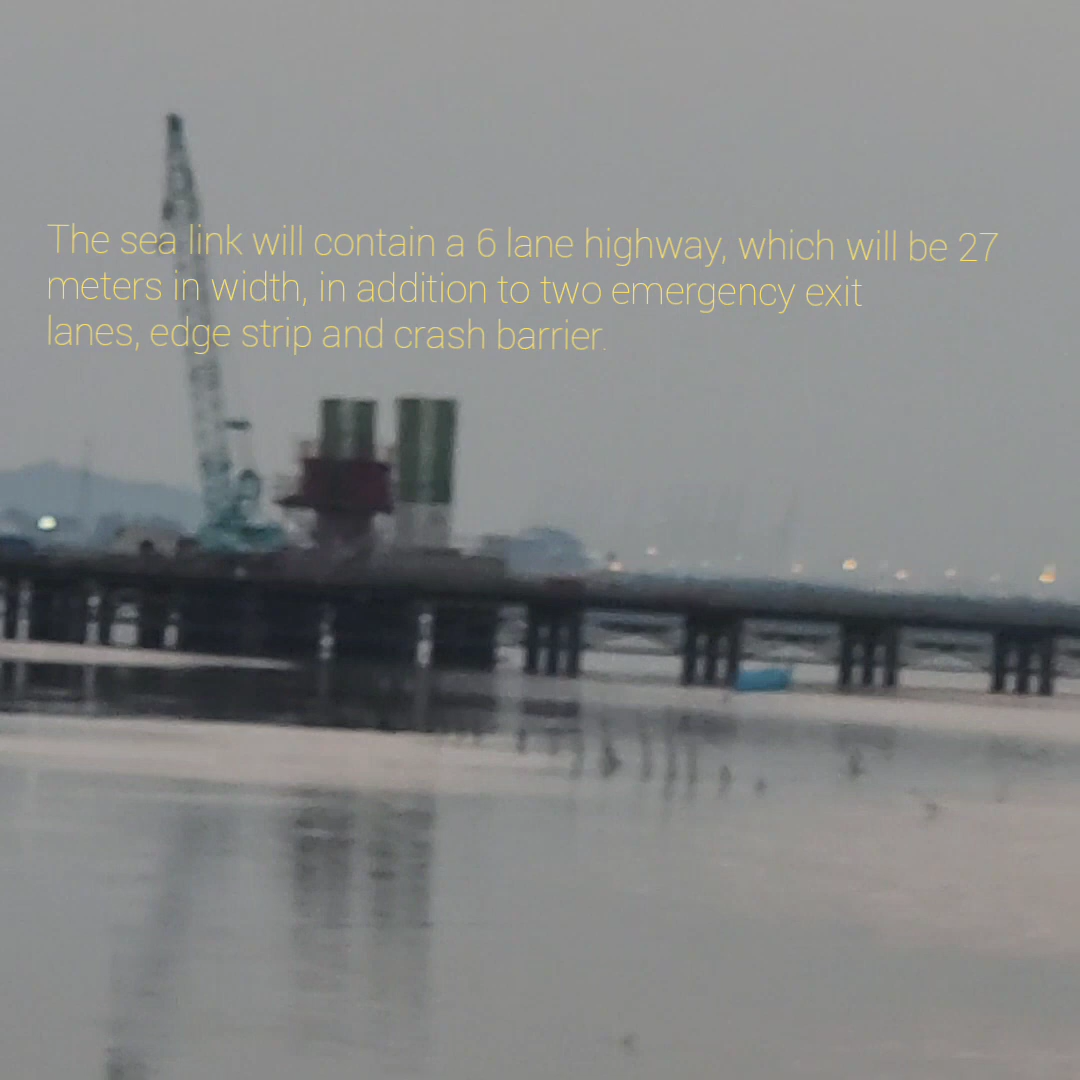 The sea link will contain a 6 lane highway, which will be 27
meters in width, in addition to two emergency exit
lanes, edge strip and crash barrier.